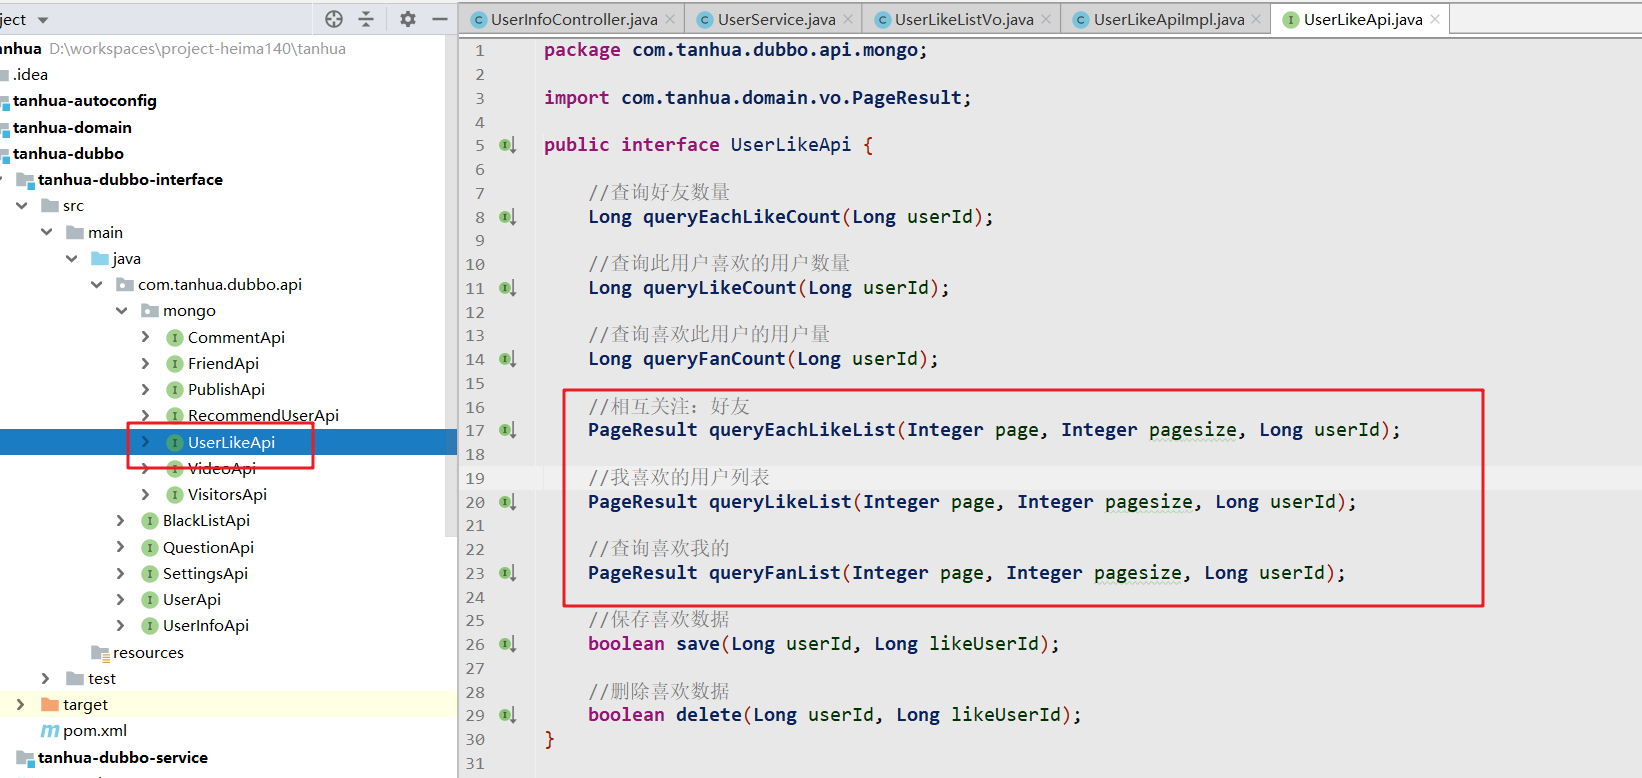 ject
UserInfoController.java
UserService.java
UserLikeListVo.java
UserLikeApiImpl.java
UserLikeApi.java
anhua D:\workspaces\project-heima140\tanhua
.idea
tanhua-autoconfig
tanhua-domain
tanhua-dubbo
tanhua-dubbo-interface
src
main
java
com.tanhua.dubbo.api
mongo
CommentApi
FriendApi
PublishApi
RecommendUserApi
UserLikeApi
VideoApi
VisitorsApi
BlackListApi
QuestionApi
SettingsApi
UserApi
UserInfoApi
resources
test
target
pom.xml
tanhua-dubbo-service
1 package com.tanhua.dubbo.api.mongo;
2
3 import com.tanhua.domain.vo.PageResult;
4
5 public interface UserLikeApi {
6
7 //查询好友数量
8 Long queryEachLikeCount(Long userId);
9
10 //查询此用户喜欢的用户数量
11 Long queryLikeCount(Long userId);
12
13 //查询喜欢此用户的用户量
14 Long queryFanCount(Long userId);
15
16 //相互关注：好友
17 PageResult queryEachLikeList(Integer page, Integer pagesize, Long userId);
18
19 //我喜欢的用户列表
20 PageResult queryLikeList(Integer page, Integer pagesize, Long userId);
21
22 //查询喜欢我的
23 PageResult queryFanList(Integer page, Integer pagesize, Long userId);
24
25 //保存喜欢数据
26 boolean save(Long userId, Long likeUserId);
27
28 //删除喜欢数据
29 boolean delete(Long userId, Long likeUserId);
30 }
31